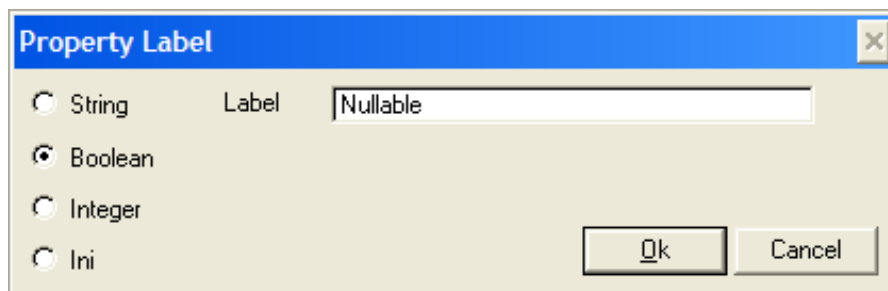 Property Label
String Label Nullable
Boolean
Integer
Ini
Ok Cancel